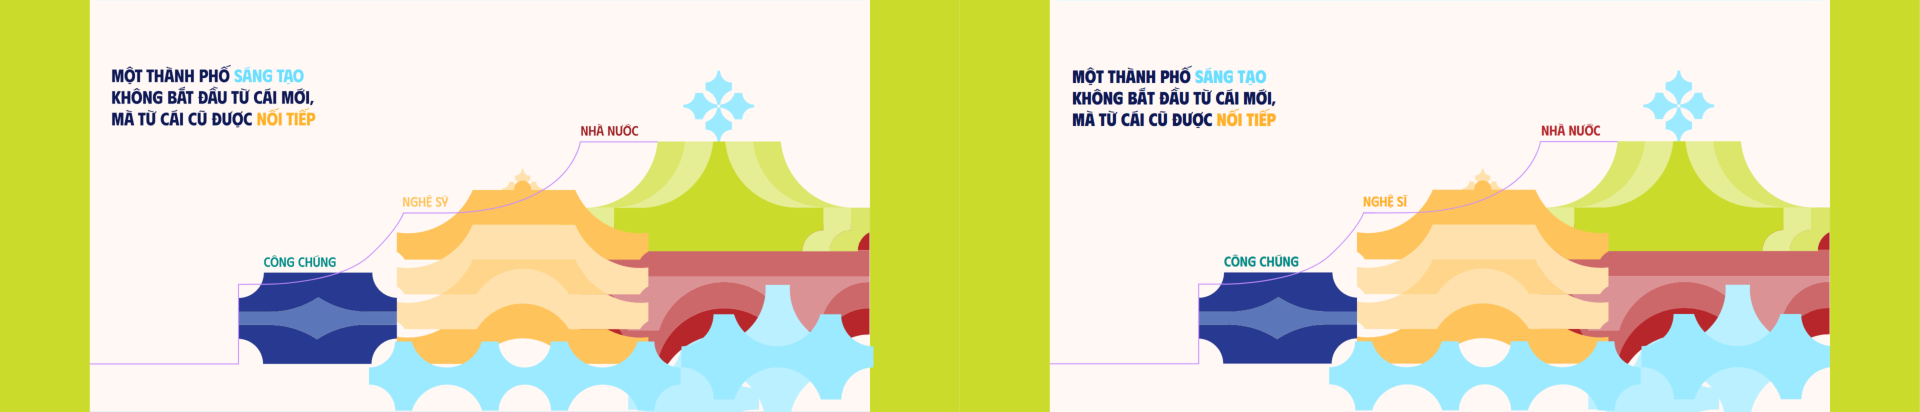 MỘT THÀNH PHỐ SÁNG TẠO
KHÔNG BẮT ĐẦU TỪ CÁI MỚI,
MÀ TỪ CÁI CŨ ĐƯỢC NỐI TIẾP
NHÀ NƯỚC
NGHỆ SỸ
CÔNG CHÚNG
MỘT THÀNH PHỐ SÁNG TẠO
KHÔNG BẮT ĐẦU TỪ CÁI MỚI,
MÀ TỪ CÁI CŨ ĐƯỢC NỐI TIẾP
NHÀ NƯỚC
NGHỆ SĨ
CÔNG CHÚNG